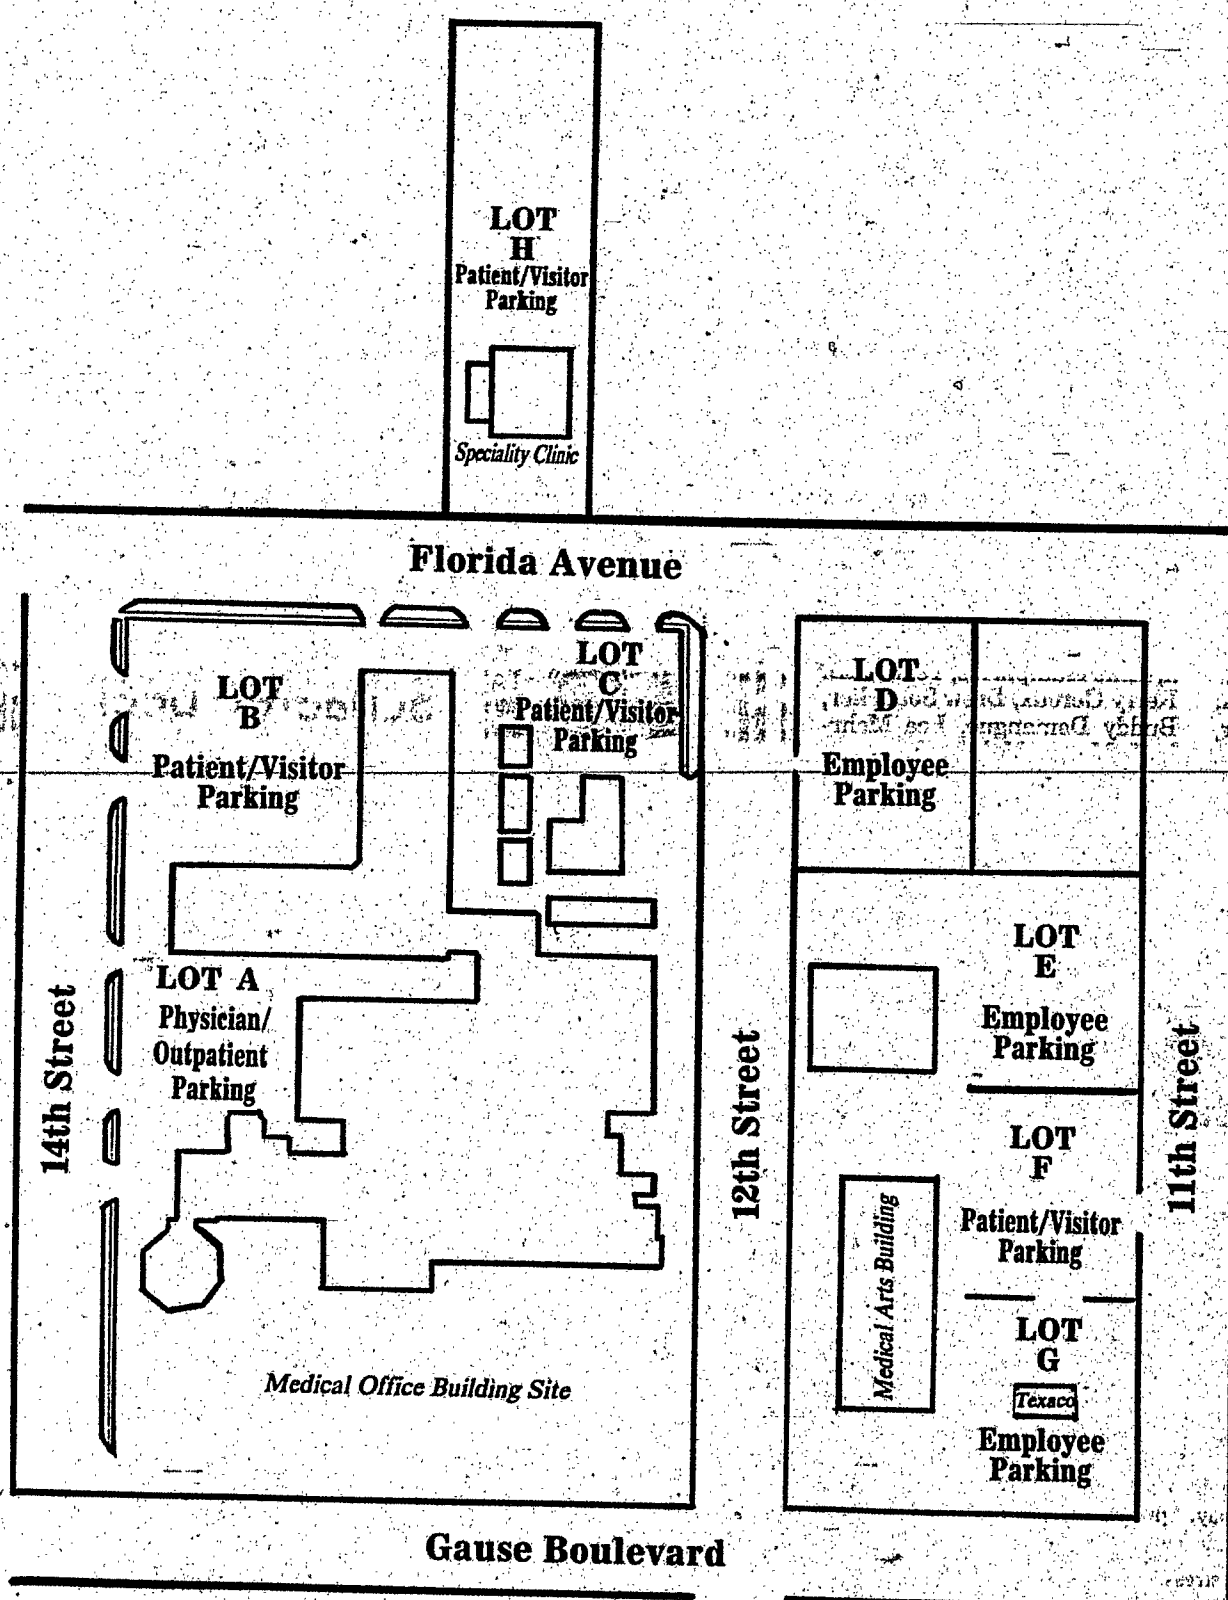 LOT
H
Patient/Visitor
Parking
Speciality Clinic
Florida Avenue
LOT
B
Patient/Visitor
Parking
LOT
C
Patient/Visitor
Parking
LOT
D
Employee
Parking
LOT A
Physician/
Outpatient
Parking
14th Street
12th Street
LOT
E
Employee
Parking
11th Street
LOT
F
Patient/Visitor
Parking
Medical Arts Building
LOT
G
Texaco
Employee
Parking
Medical Office Building Site
Gause Boulevard